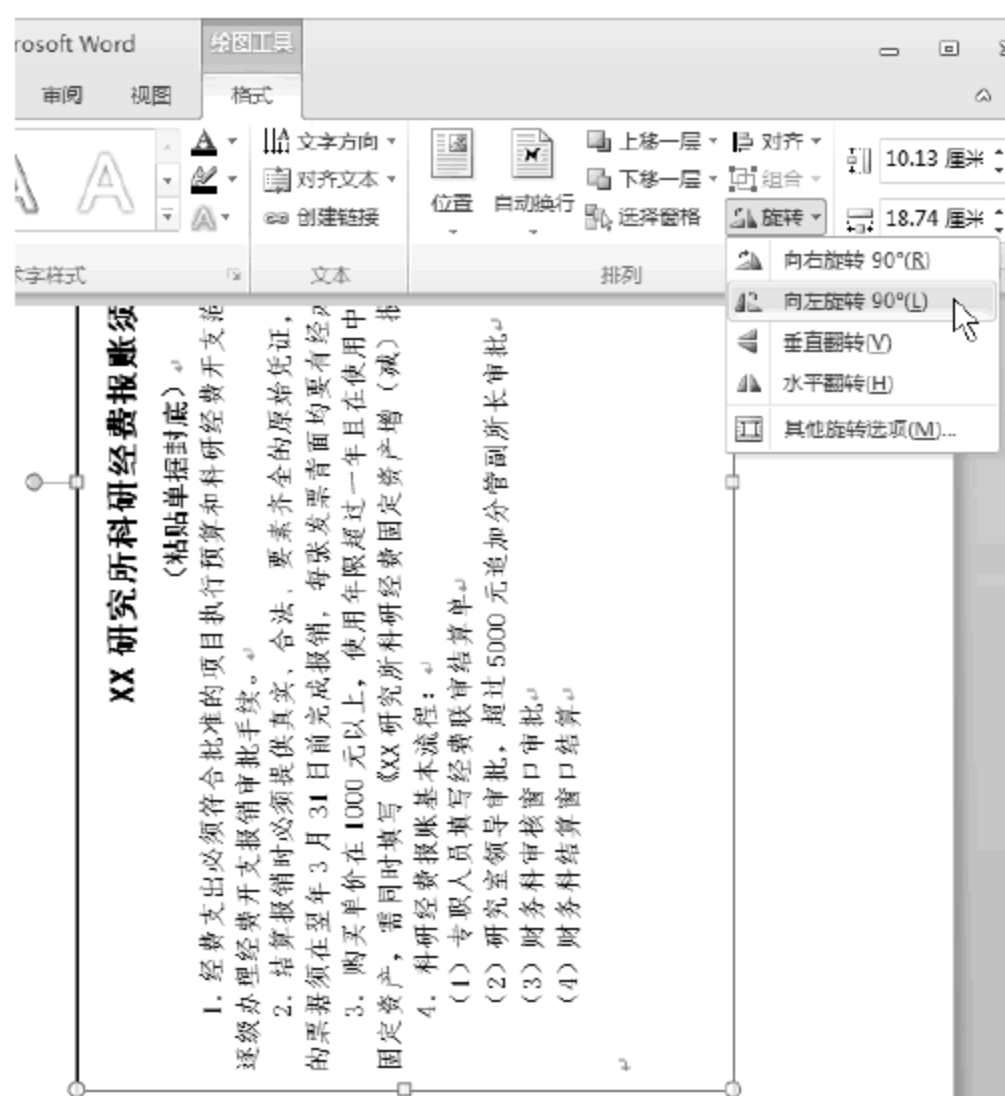 rosoft Word
绘图工具
审阅
视图
格式
文字方向
对齐文本
创建链接
位置
自动换行
上移一层
下移一层
选择窗格
对齐
组合
旋转
10.13 厘米
18.74 厘米
术字样式
文本
排列
向右旋转 90°(R)
向左旋转 90°(L)
垂直翻转(V)
水平翻转(H)
其他旋转选项(M)...
XX 研究所科研经费报账须
（粘贴单据封底）
1. 经费支出必须符合批准的项目执行预算和科研经费开支范
逐级办理经费开支报销审批手续。
2. 结算报销时必须提供真实、合法、要素齐全的原始凭证，
的票据须在翌年 3 月 31 日前完成报销，每张发票背面均要有经
3. 购买单价在 1000 元以上，使用年限超过一年且在使用中
固定资产，需同时填写《XX 研究所科研经费固定资产增（减）报
4. 科研经费报账基本流程：
（1）专职人员填写经费联审结算单
（2）研究室领导审批，超过 5000 元追加分管副所长审批
（3）财务科审核窗口审批
（4）财务科结算窗口结算